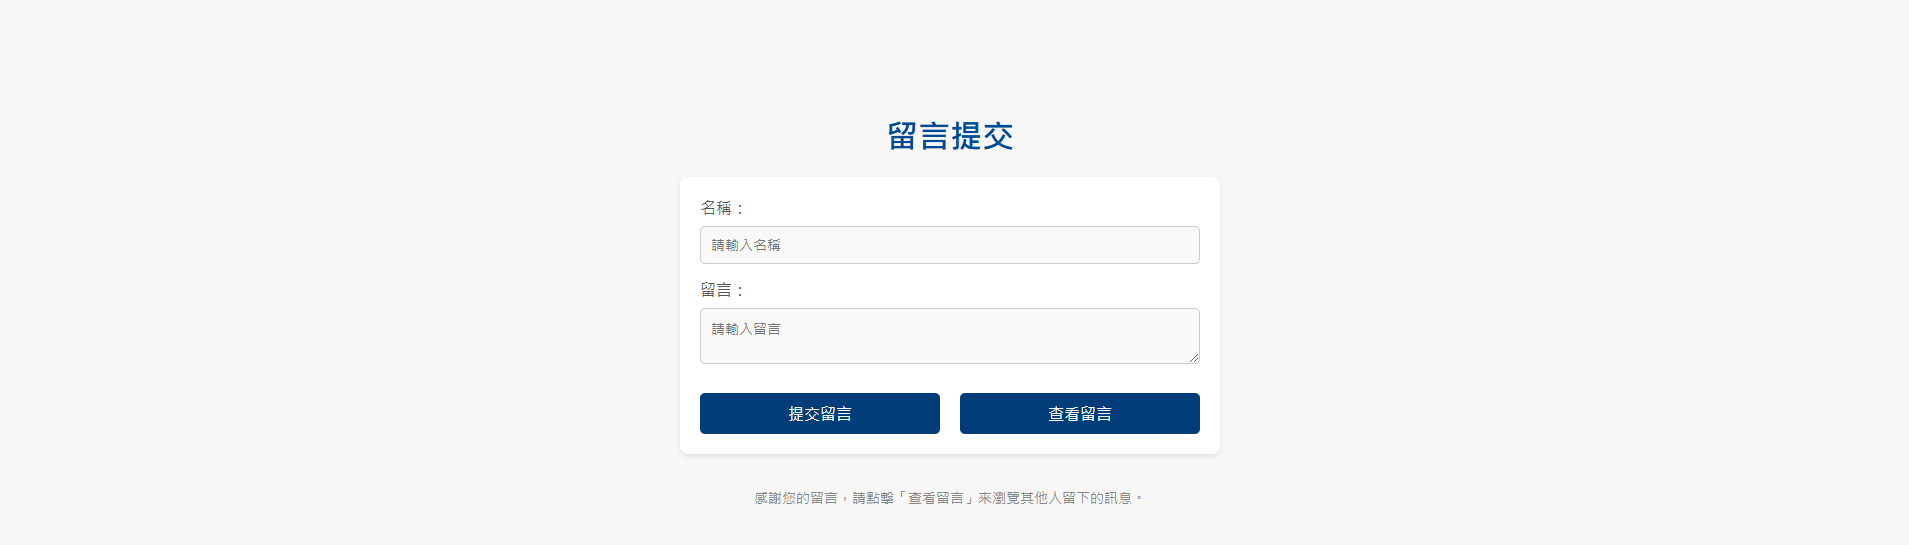 留言提交
名稱：
請輸入名稱
留言：
請輸入留言
提交留言
查看留言
感謝您的留言，請點擊「查看留言」來瀏覽其他人留下的訊息。